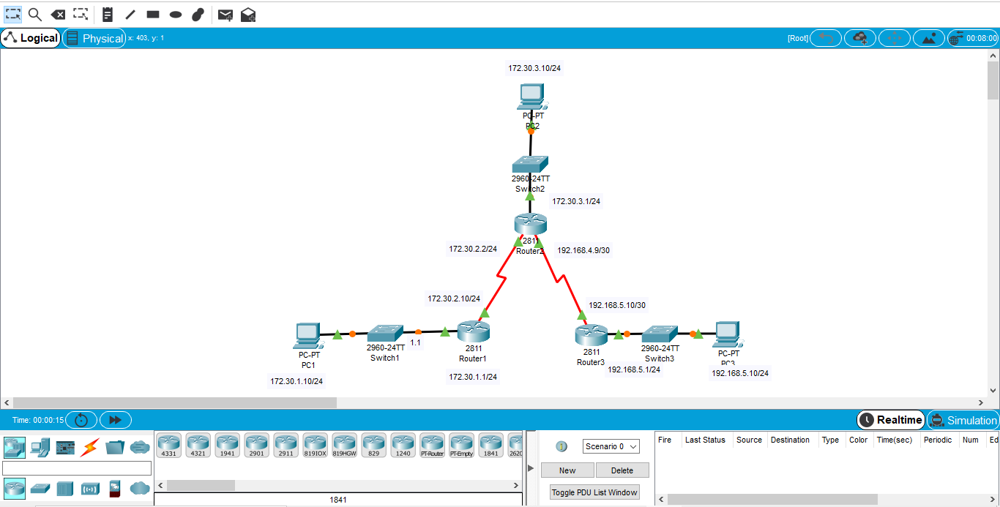 Logical
Physical
x: 403, y: 1
[Root]
00:08:00
172.30.3.10/24
PC-PT
PC2
2960-24TT
Switch2
172.30.3.1/24
2811
Router2
172.30.2.2/24
192.168.4.9/30
172.30.2.10/24
192.168.5.10/30
1.1
PC-PT
PC1
2960-24TT
Switch1
2811
Router1
2811
Router3
2960-24TT
Switch3
PC-PT
PC3
172.30.1.10/24
172.30.1.1/24
192.168.5.1/24
192.168.5.10/24
Time: 00:00:15
Realtime
Simulation
4331
4321
1941
2901
2911
819IOX
819HGW
829
1240
PT-Router
PT-Empty
1841
2620
1841
Scenario 0
New
Delete
Toggle PDU List Window
Fire Last Status Source Destination Type Color Time(sec) Periodic Num Ed